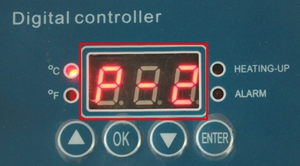 Digital controller
°C
P-2
HEATING-UP
°F
ALARM
OK
ENTER